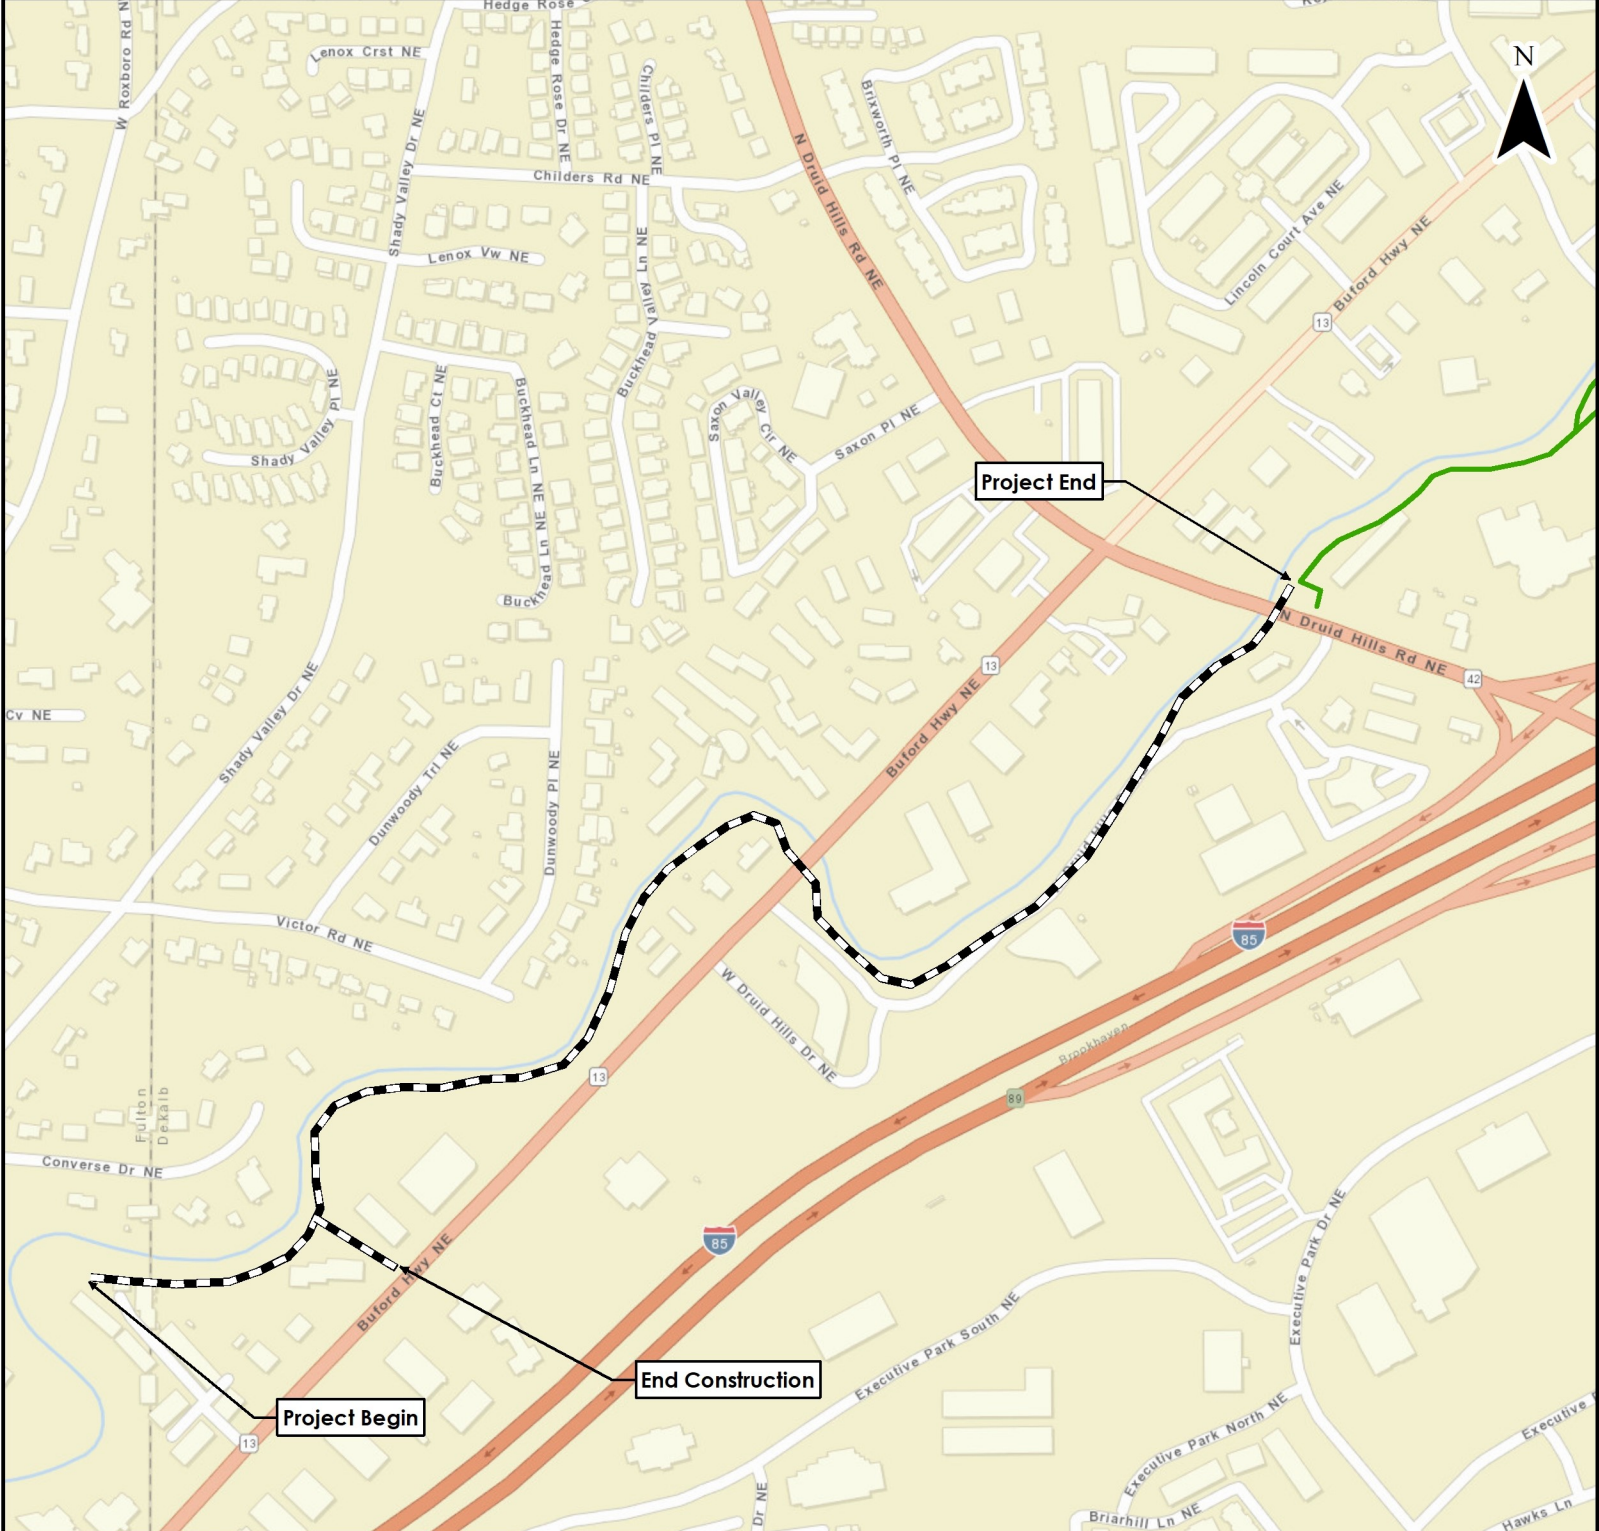 Hedge Rose
N
W Roxboro Rd N
Lenox Crst NE
Hedge Rose Dr NE
Childers Pl NE
Brixworth Pl NE
N Druid Hills Rd NE
Shady Valley Dr NE
Childers Rd NE
Lincoln Court Ave NE
Buford Hwy NE
13
Lenox Vw NE
Buckhead Valley Ln NE
Shady Valley Pl NE
Buckhead Ct NE
Buckhead Ln NE
Buckhead Ln NE
Saxon Valley Cir NE
Saxon Pl NE
Project End
N Druid Hills Rd NE
42
13
Cv NE
Shady Valley Dr NE
Buford Hwy NE
Dunwoody Trl NE
Dunwoody Pl NE
Victor Rd NE
W Druid Hills Dr NE
85
Brookhaven
89
13
Fulton
Dekalb
Converse Dr NE
85
Executive Park Dr NE
Buford Hwy NE
Executive Park South NE
End Construction
Project Begin
13
Executive Park North NE
Executive
Dr NE
Briarhill Ln NE
Hawks Ln